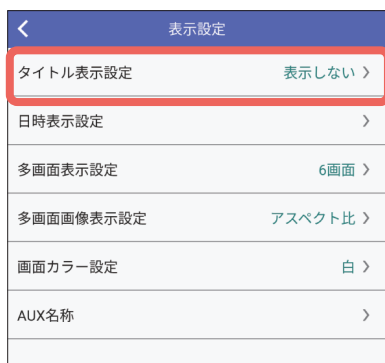 表示設定
タイトル表示設定 表示しない
日時表示設定
多画面表示設定 6画面
多画面画像表示設定 アスペクト比
画面カラー設定 白
AUX名称